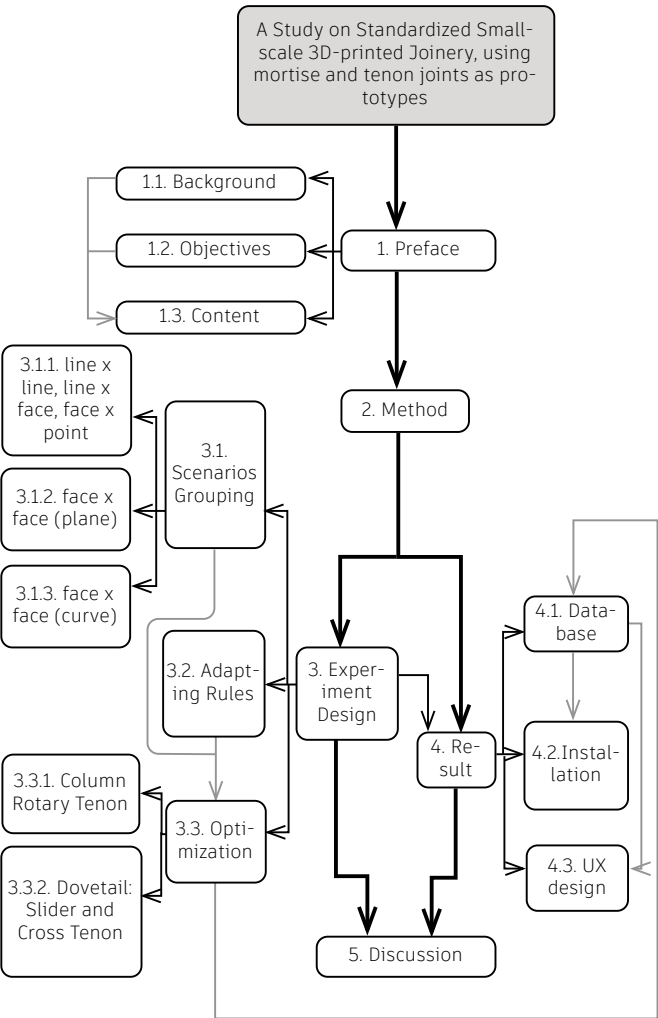 A Study on Standardized Small-
scale 3D-printed Joinery, using
mortise and tenon joints as pro-
totypes
1.1. Background
1.2. Objectives
1. Preface
1.3. Content
3.1.1. line x
line, line x
face, face x
point
2. Method
3.1.
Scenarios
Grouping
3.1.2. face x
face (plane)
3.1.3. face x
face (curve)
4.1. Data-
base
3.2. Adapt-
ing Rules
3. Exper-
iment
Design
4. Re-
sult
4.2.Instal-
lation
3.3.1. Column
Rotary Tenon
3.3. Opti-
mization
4.3. UX
design
3.3.2. Dovetail:
Slider and
Cross Tenon
5. Discussion